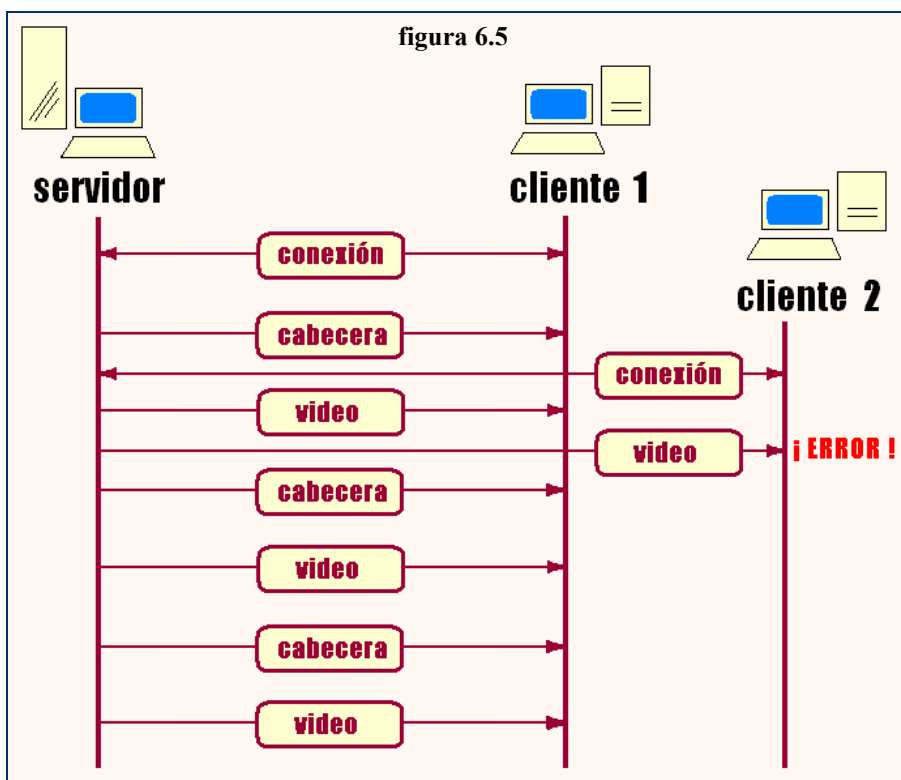 figura 6.5
servidor
cliente 1
cliente 2
conexión
cabecera
conexión
video
video
¡ ERROR !
cabecera
video
cabecera
video